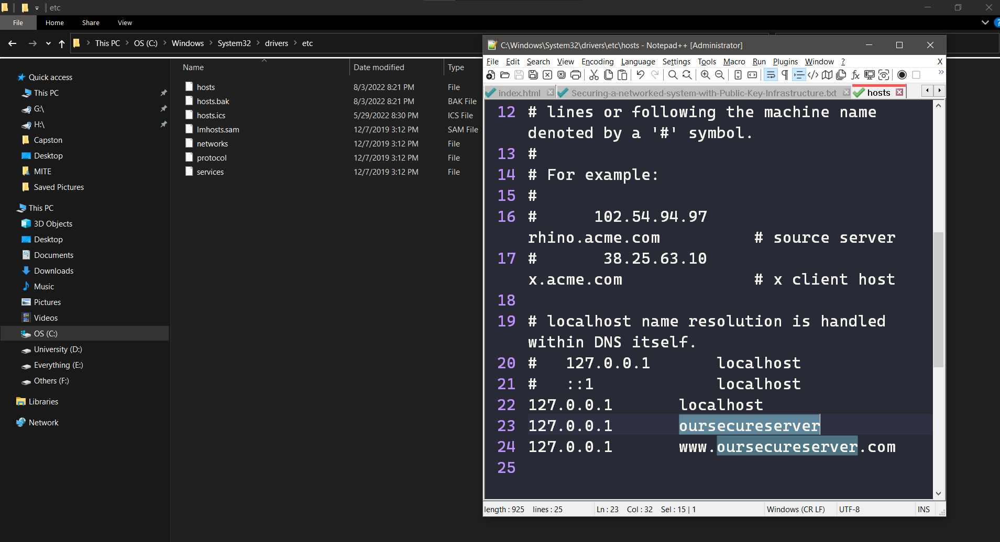 etc
File Home Share View
This PC OS (C:) Windows System32 drivers etc
Quick access
This PC
G:\
H:\
Capston
Desktop
MITE
Saved Pictures
This PC
3D Objects
Desktop
Documents
Downloads
Music
Pictures
Videos
OS (C:)
University (D:)
Everything (E:)
Others (F:)
Libraries
Network
Name Date modified Type
hosts 8/3/2022 8:21 PM File
hosts.bak 8/3/2022 8:21 PM BAK File
hosts.ics 5/29/2022 8:30 PM ICS File
lmhosts.sam 12/7/2019 3:12 PM SAM File
networks 12/7/2019 3:12 PM File
protocol 12/7/2019 3:12 PM File
services 12/7/2019 3:12 PM File
C:\Windows\System32\drivers\etc\hosts - Notepad++ [Administrator]
File Edit Search View Encoding Language Settings Tools Macro Run Plugins Window ? X
index.html Securing-a-networked-system-with-Public-Key-Infrastructure.txt hosts
12 # lines or following the machine name
denoted by a '#' symbol.
13 #
14 # For example:
15 #
16 # 102.54.94.97
rhino.acme.com # source server
17 # 38.25.63.10
x.acme.com # x client host
18
19 # localhost name resolution is handled
within DNS itself.
20 # 127.0.0.1 localhost
21 # ::1 localhost
22 127.0.0.1 localhost
23 127.0.0.1 oursecureserver
24 127.0.0.1 www.oursecureserver.com
25
length : 925 lines : 25 Ln : 23 Col : 32 Sel : 15 | 1 Windows (CR LF) UTF-8 INS